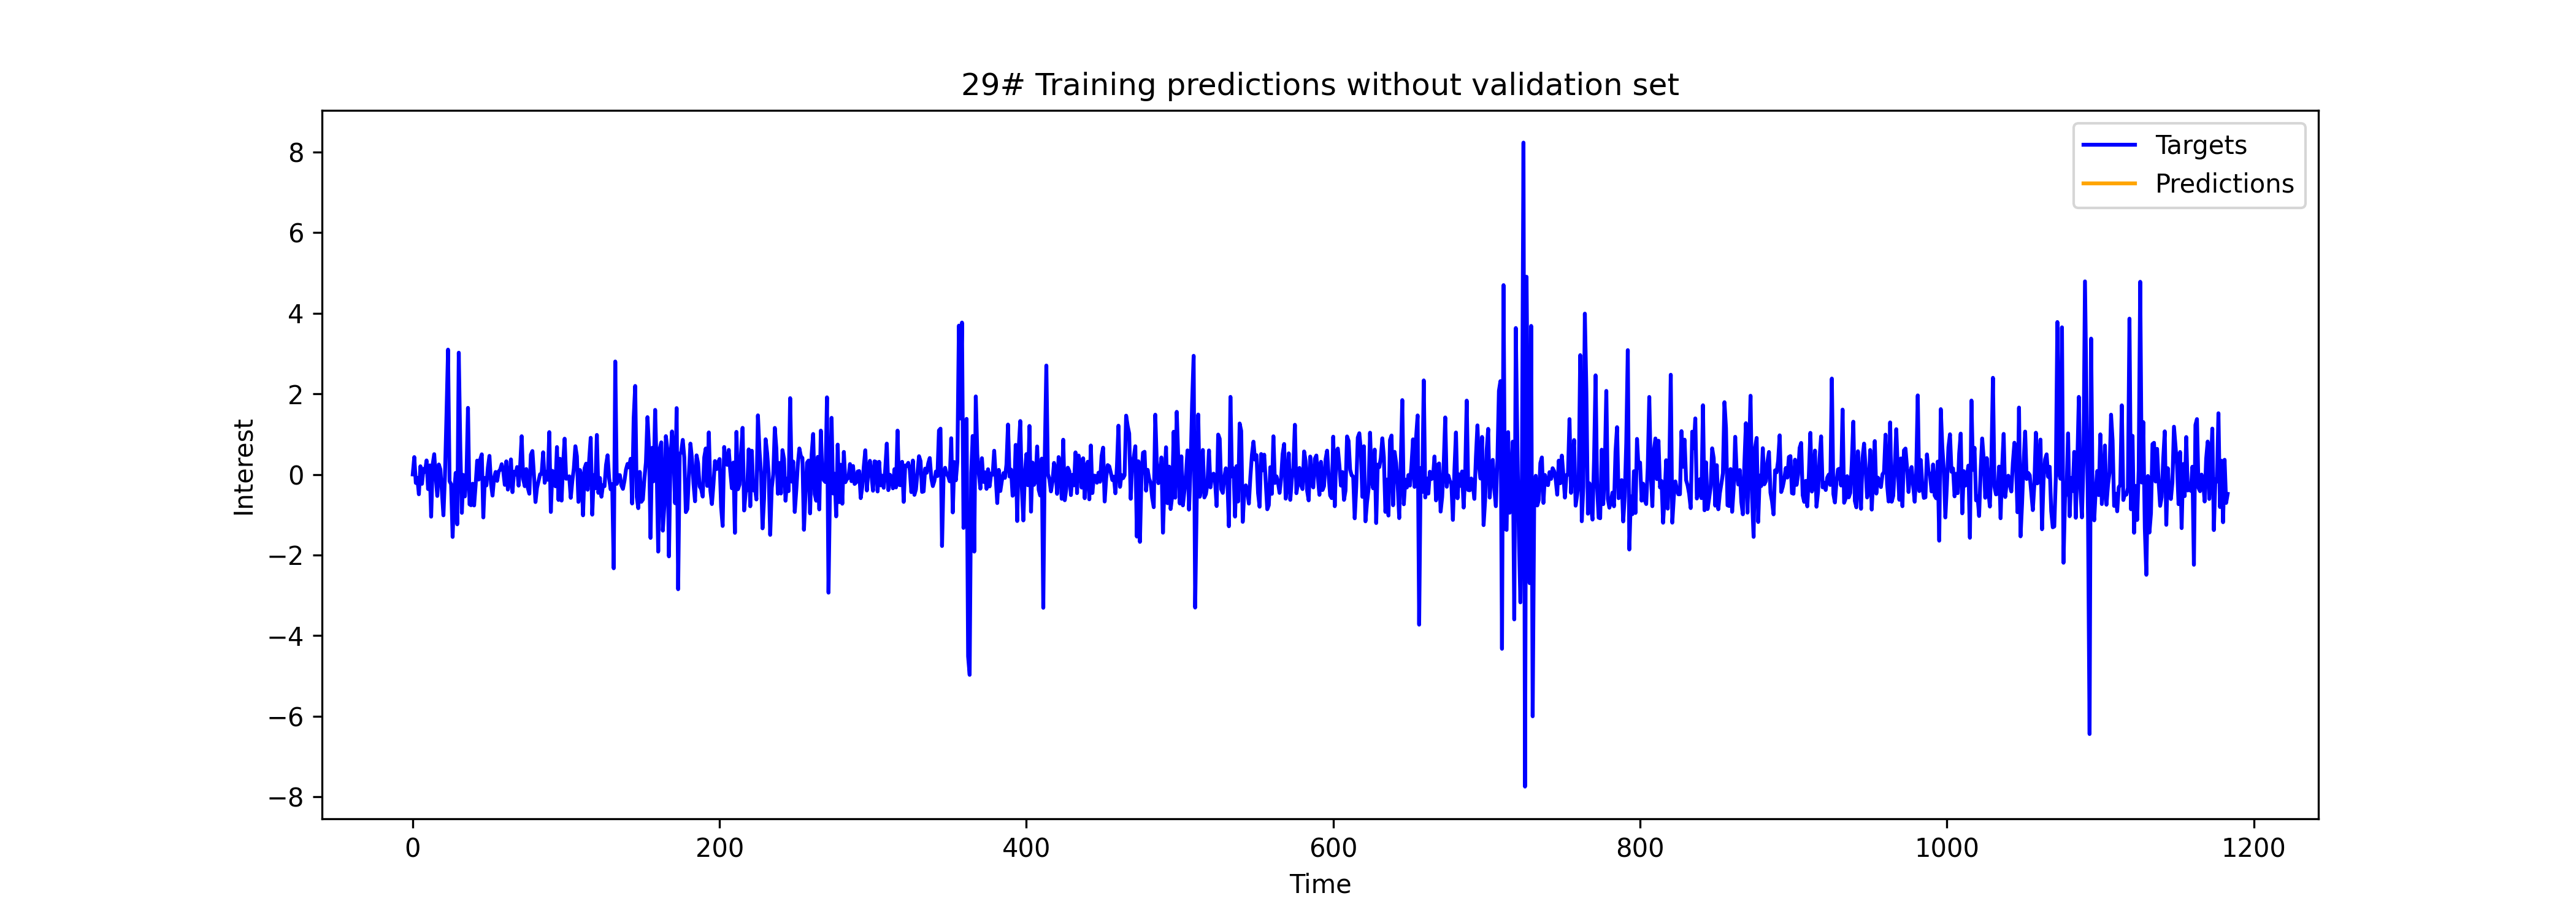 29# Training predictions without validation set
Targets
Predictions
8
6
4
2
0
−2
−4
−6
−8
Interest
0 200 400 600 800 1000 1200
Time